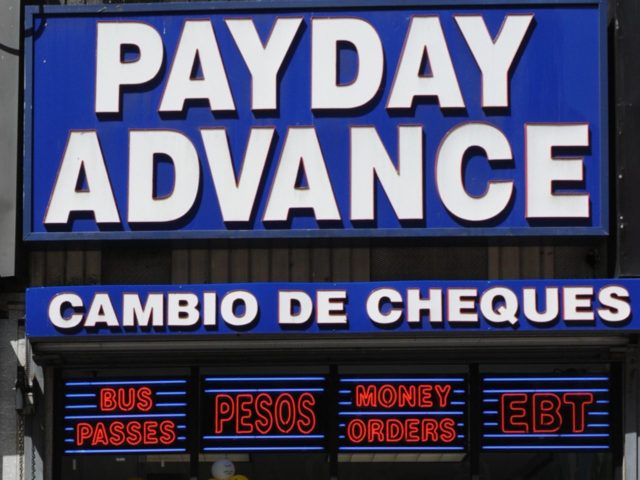 PAYDAY
ADVANCE
CAMBIO DE CHEQUES
BUS
PASSES
PESOS
MONEY
ORDERS
EBT